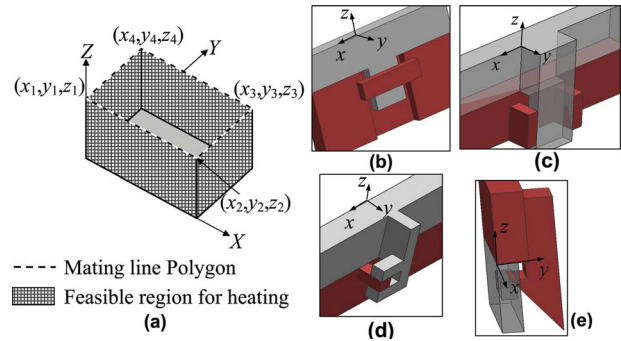 Z
(x4,y4,z4)
Y
(x1,y1,z1)
(x3,y3,z3)
(x2,y2,z2)
X
Mating line Polygon
Feasible region for heating
(a)
z
x
y
(b)
z
x
y
(c)
z
x
y
(d)
z
y
x
(e)